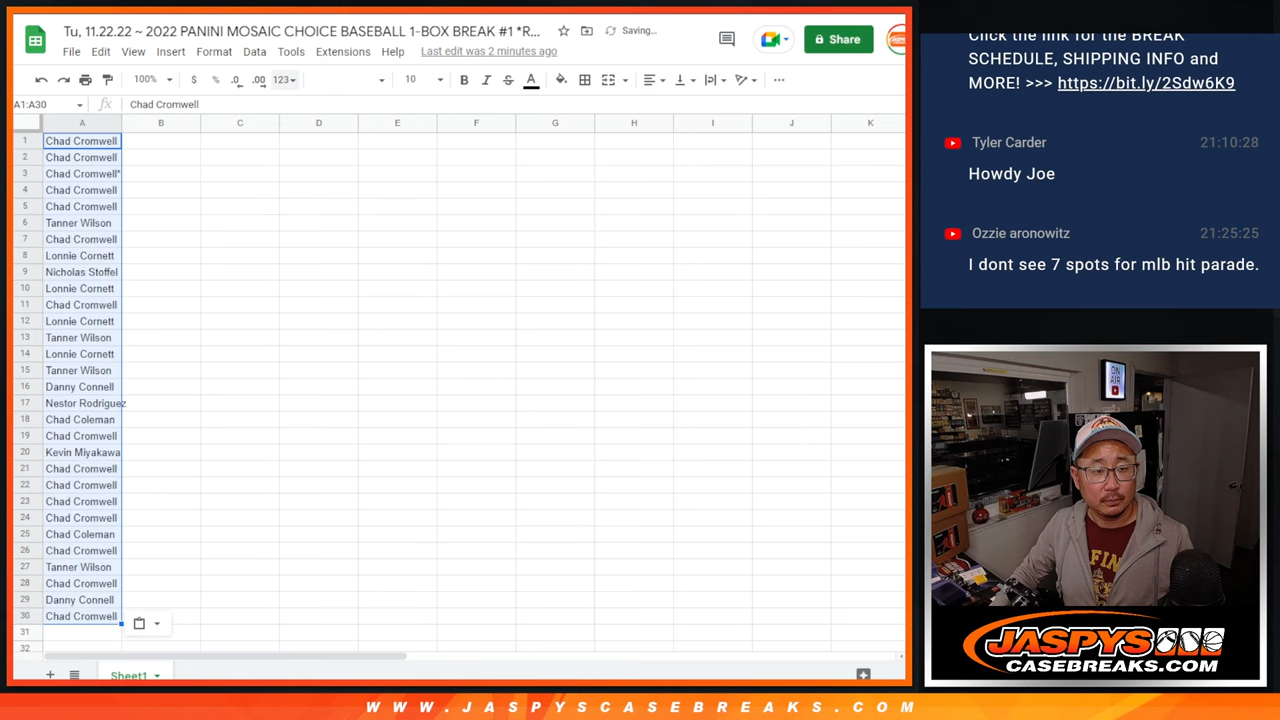 Tu, 11.22.22 ~ 2022 PANINI MOSAIC CHOICE BASEBALL 1-BOX BREAK #1 *R...
Saving...
File Edit View Insert Format Data Tools Extensions Help Last edit was 2 minutes ago
Share
100% $ % .0 .00 123 10 B I S A
A1:A30 fx Chad Cromwell
A B C D E F G H I J K
1 Chad Cromwell
2 Chad Cromwell
3 Chad Cromwell*
4 Chad Cromwell
5 Chad Cromwell
6 Tanner Wilson
7 Chad Cromwell
8 Lonnie Cornett
9 Nicholas Stoffel
10 Lonnie Cornett
11 Chad Cromwell
12 Lonnie Cornett
13 Tanner Wilson
14 Lonnie Cornett
15 Tanner Wilson
16 Danny Connell
17 Nestor Rodriguez
18 Chad Coleman
19 Chad Cromwell
20 Kevin Miyakawa
21 Chad Cromwell
22 Chad Cromwell
23 Chad Cromwell
24 Chad Cromwell
25 Chad Coleman
26 Chad Cromwell
27 Tanner Wilson
28 Chad Cromwell
29 Danny Connell
30 Chad Cromwell
31
32
Sheet1
Click the link for the BREAK
SCHEDULE, SHIPPING INFO and
MORE! >>> https://bit.ly/2Sdw6K9
Tyler Carder 21:10:28
Howdy Joe
Ozzie aronowitz 21:25:25
I dont see 7 spots for mlb hit parade.
ON
AIR
JASPYS
CASEBREAKS.COM
WWW.JASPYSCASEBREAKS.COM